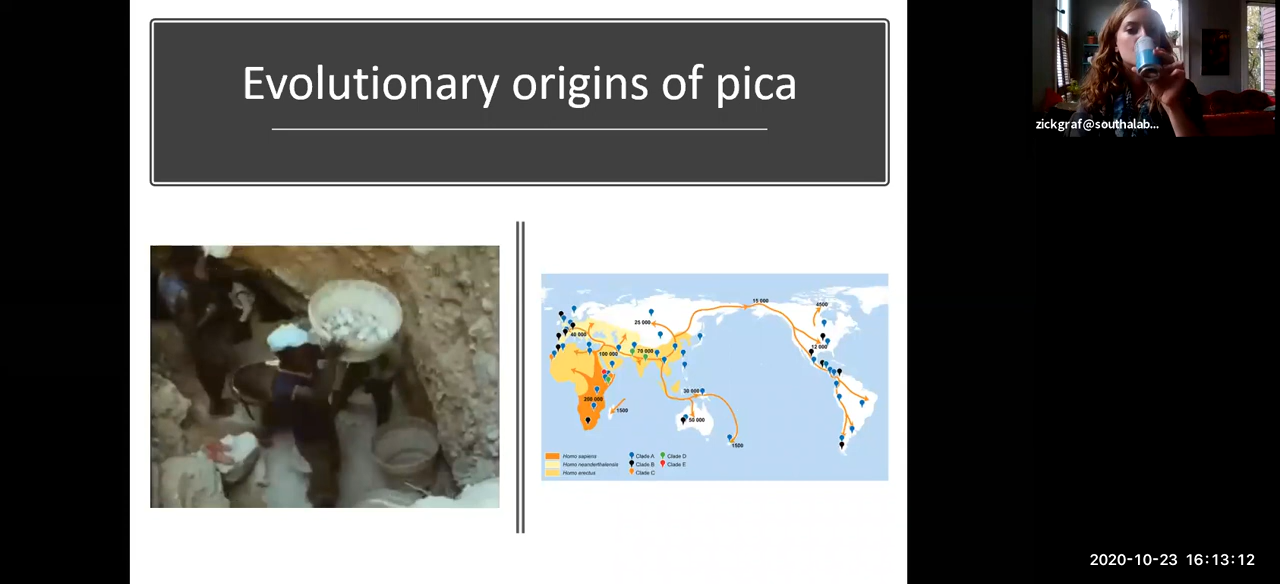 Evolutionary origins of pica
zickgraf@southalab...
15 000
4500
25 000
40 000
12 000
100 000
70 000
30 000
200 000
1500
50 000
1500
Homo sapiens
Homo neanderthalensis
Homo erectus
Clade A
Clade B
Clade C
Clade D
Clade E
2020-10-23 16:13:12